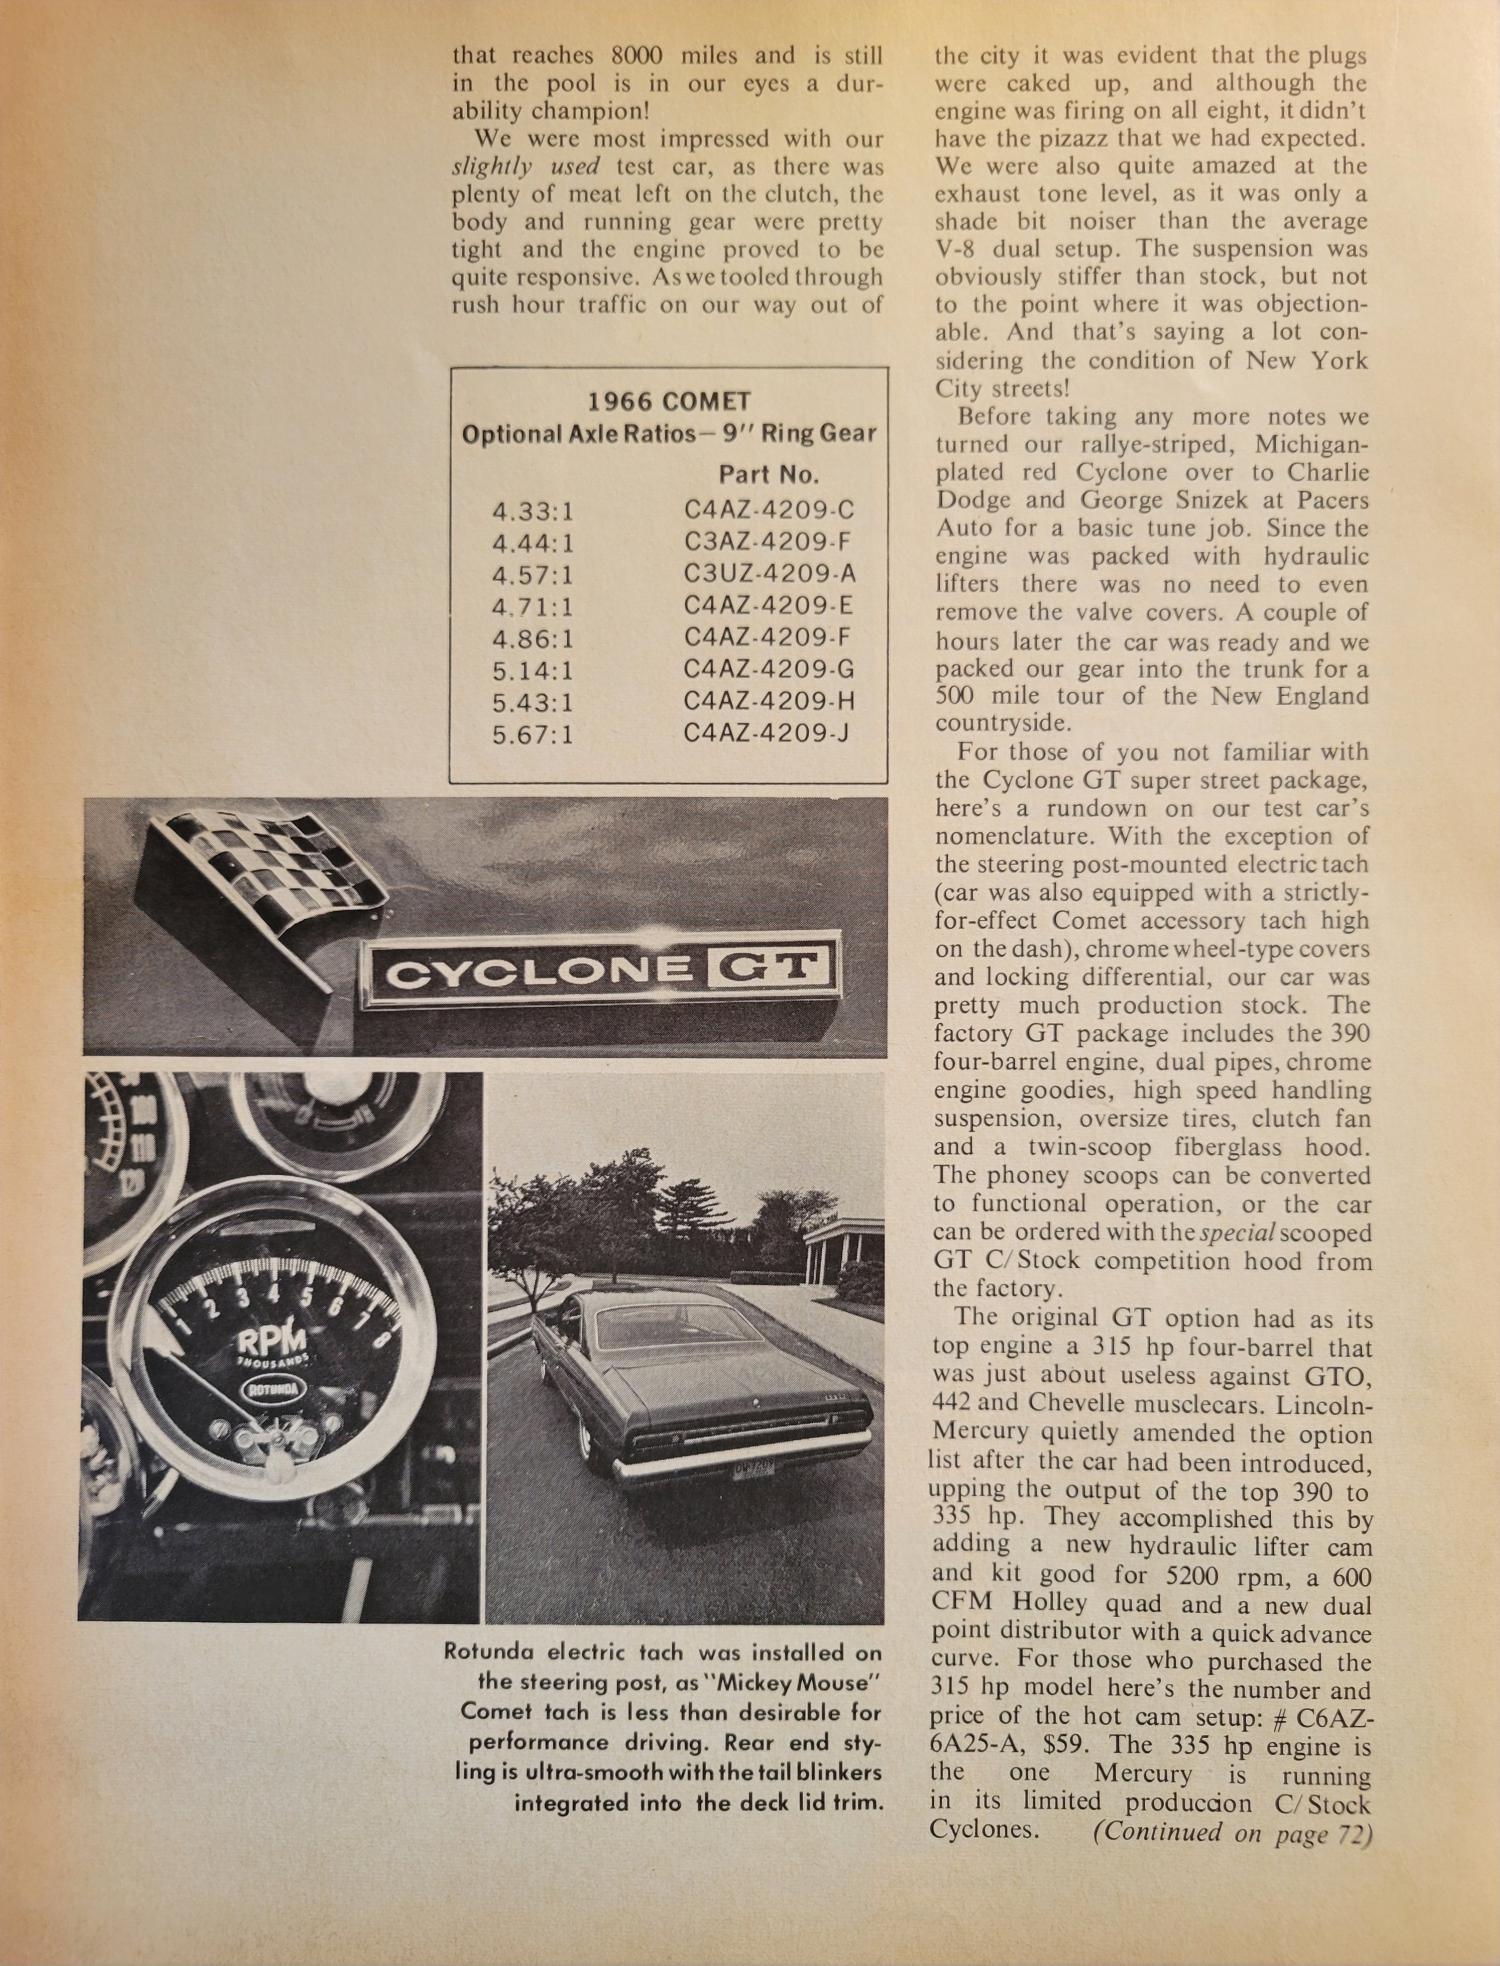 that reaches 8000 miles and is still
in the pool is in our eyes a dur-
ability champion!
We were most impressed with our
slightly used test car, as there was
plenty of meat left on the clutch, the
body and running gear were pretty
tight and the engine proved to be
quite responsive. As we tooled through
rush hour traffic on our way out of
1966 COMET
Optional Axle Ratios— 9" Ring Gear
Part No.
4.33:1 C4AZ-4209-C
4.44:1 C3AZ-4209-F
4.57:1 C3UZ-4209-A
4.71:1 C4AZ-4209-E
4.86:1 C4AZ-4209-F
5.14:1 C4AZ-4209-G
5.43:1 C4AZ-4209-H
5.67:1 C4AZ-4209-J
CYCLONE GT
1 2 3 4 5 6 7 8
RPM
THOUSANDS
ROTUNDA
Rotunda electric tach was installed on
the steering post, as "Mickey Mouse"
Comet tach is less than desirable for
performance driving. Rear end sty-
ling is ultra-smooth with the tail blinkers
integrated into the deck lid trim.
the city it was evident that the plugs
were caked up, and although the
engine was firing on all eight, it didn't
have the pizazz that we had expected.
We were also quite amazed at the
exhaust tone level, as it was only a
shade bit noiser than the average
V-8 dual setup. The suspension was
obviously stiffer than stock, but not
to the point where it was objection-
able. And that's saying a lot con-
sidering the condition of New York
City streets!
Before taking any more notes we
turned our rallye-striped, Michigan-
plated red Cyclone over to Charlie
Dodge and George Snizek at Pacers
Auto for a basic tune job. Since the
engine was packed with hydraulic
lifters there was no need to even
remove the valve covers. A couple of
hours later the car was ready and we
packed our gear into the trunk for a
500 mile tour of the New England
countryside.
For those of you not familiar with
the Cyclone GT super street package,
here's a rundown on our test car's
nomenclature. With the exception of
the steering post-mounted electric tach
(car was also equipped with a strictly-
for-effect Comet accessory tach high
on the dash), chrome wheel-type covers
and locking differential, our car was
pretty much production stock. The
factory GT package includes the 390
four-barrel engine, dual pipes, chrome
engine goodies, high speed handling
suspension, oversize tires, clutch fan
and a twin-scoop fiberglass hood.
The phoney scoops can be converted
to functional operation, or the car
can be ordered with the special scooped
GT C/Stock competition hood from
the factory.
The original GT option had as its
top engine a 315 hp four-barrel that
was just about useless against GTO,
442 and Chevelle musclecars. Lincoln-
Mercury quietly amended the option
list after the car had been introduced,
upping the output of the top 390 to
335 hp. They accomplished this by
adding a new hydraulic lifter cam
and kit good for 5200 rpm, a 600
CFM Holley quad and a new dual
point distributor with a quick advance
curve. For those who purchased the
315 hp model here's the number and
price of the hot cam setup: # C6AZ-
6A25-A, $59. The 335 hp engine is
the one Mercury is running
in its limited produccion C/Stock
Cyclones. (Continued on page 72)